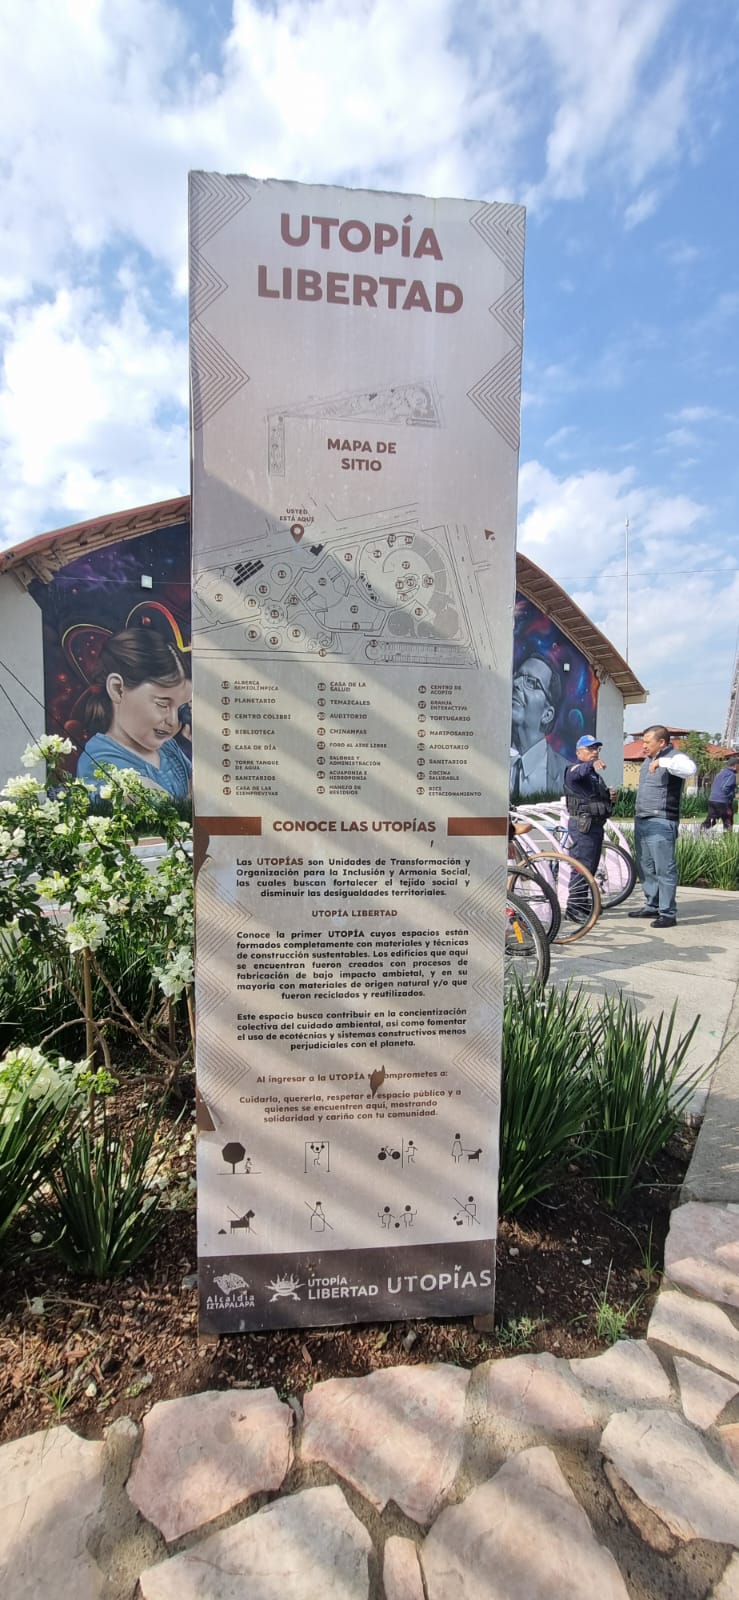 UTOPÍA
LIBERTAD
MAPA DE
SITIO
USTED
ESTÁ AQUÍ
ALBERCA
SEMIOLÍMPICA
PLANETARIO
CENTRO COLIBRÍ
BIBLIOTECA
CASA DE DÍA
TORRE TANQUE
DE AGUA
SANITARIOS
CASA DE LAS
SIEMPREVIVAS
CASA DE LA
SALUD
TEMAZCALES
AUDITORIO
CHINAMPAS
FORO AL AIRE LIBRE
SALONES Y
ADMINISTRACIÓN
ACUAPONIA E
HIDROPONIA
MANEJO DE
RESIDUOS
CENTRO DE
ACOPIO
GRANJA
INTERACTIVA
TORTUGARIO
MARIPOSARIO
AJOLOTARIO
SANITARIOS
COCINA
SALUDABLE
BICI ESTACIONAMIENTO
CONOCE LAS UTOPÍAS
Las UTOPÍAS son Unidades de Transformación y
Organización para la Inclusión y Armonía Social,
las cuales buscan fortalecer el tejido social y
disminuir las desigualdades territoriales.
UTOPÍA LIBERTAD
Conoce la primer UTOPÍA cuyos espacios están
formados completamente con materiales y técnicas
de construcción sustentables. Los edificios que aquí
se encuentran fueron creados con procesos de
fabricación de bajo impacto ambietal, y en su
mayoría con materiales de origen natural y/o que
fueron reciclados y reutilizados.
Este espacio busca contribuir en la concientización
colectiva del cuidado ambiental, así como fomentar
el uso de ecotécnias y sistemas constructivos menos
perjudiciales con el planeta.
Al ingresar a la UTOPÍA comprometes a:
Cuidarla, quererla, respetar el espacio público y a
quienes se encuentren aquí, mostrando
solidaridad y cariño con tu comunidad.
Alcaldía
IZTAPALAPA
UTOPÍA
LIBERTAD
UTOPÍAS